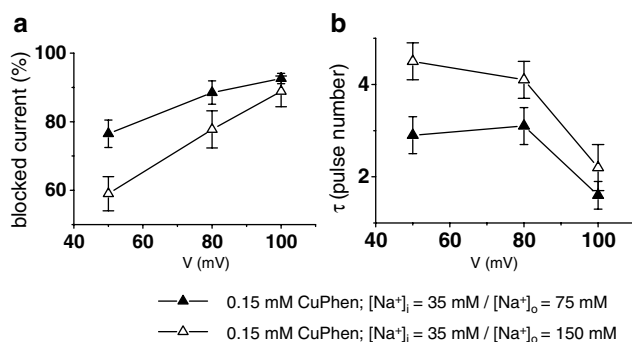 a
b
blocked current (%)
100
80
60
40
60
80
100
V (mV)
τ (pulse number)
4
2
40
60
80
100
V (mV)
0.15 mM CuPhen; [Na⁺]ᵢ = 35 mM / [Na⁺]ₒ = 75 mM
0.15 mM CuPhen; [Na⁺]ᵢ = 35 mM / [Na⁺]ₒ = 150 mM